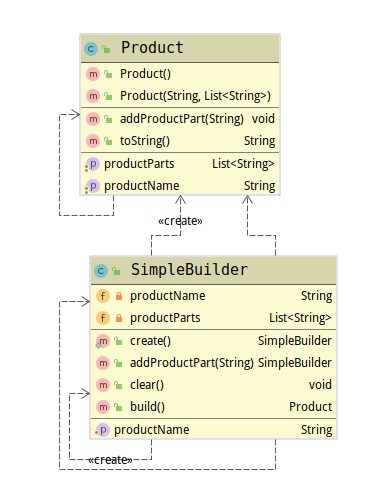 C Product
m Product()
m Product(String, List<String>)
m addProductPart(String) void
m toString() String
p productParts List<String>
p productName String
«create»
C SimpleBuilder
f productName String
f productParts List<String>
m create() SimpleBuilder
m addProductPart(String) SimpleBuilder
m clear() void
m build() Product
p productName String
«create»